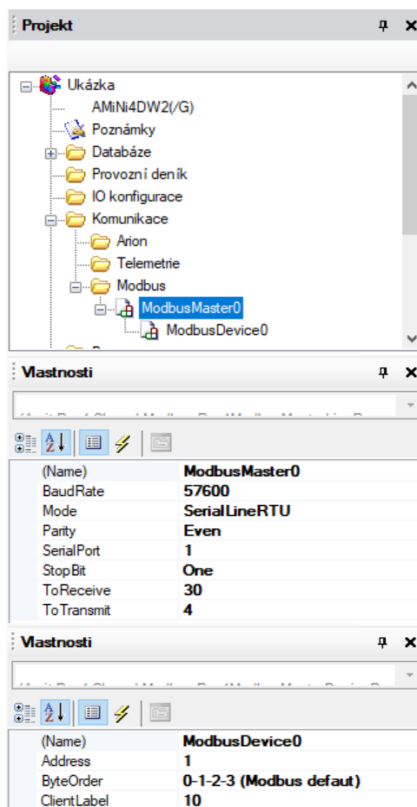 Projekt
Ukázka
AMiNi4DW2(/G)
Poznámky
Databáze
Provozní deník
IO konfigurace
Komunikace
Arion
Telemetrie
Modbus
ModbusMaster0
ModbusDevice0
Vlastnosti
(Name) ModbusMaster0
BaudRate 57600
Mode SerialLineRTU
Parity Even
SerialPort 1
StopBit One
ToReceive 30
ToTransmit 4
Vlastnosti
(Name) ModbusDevice0
Address 1
ByteOrder 0-1-2-3 (Modbus defaut)
ClientLabel 10